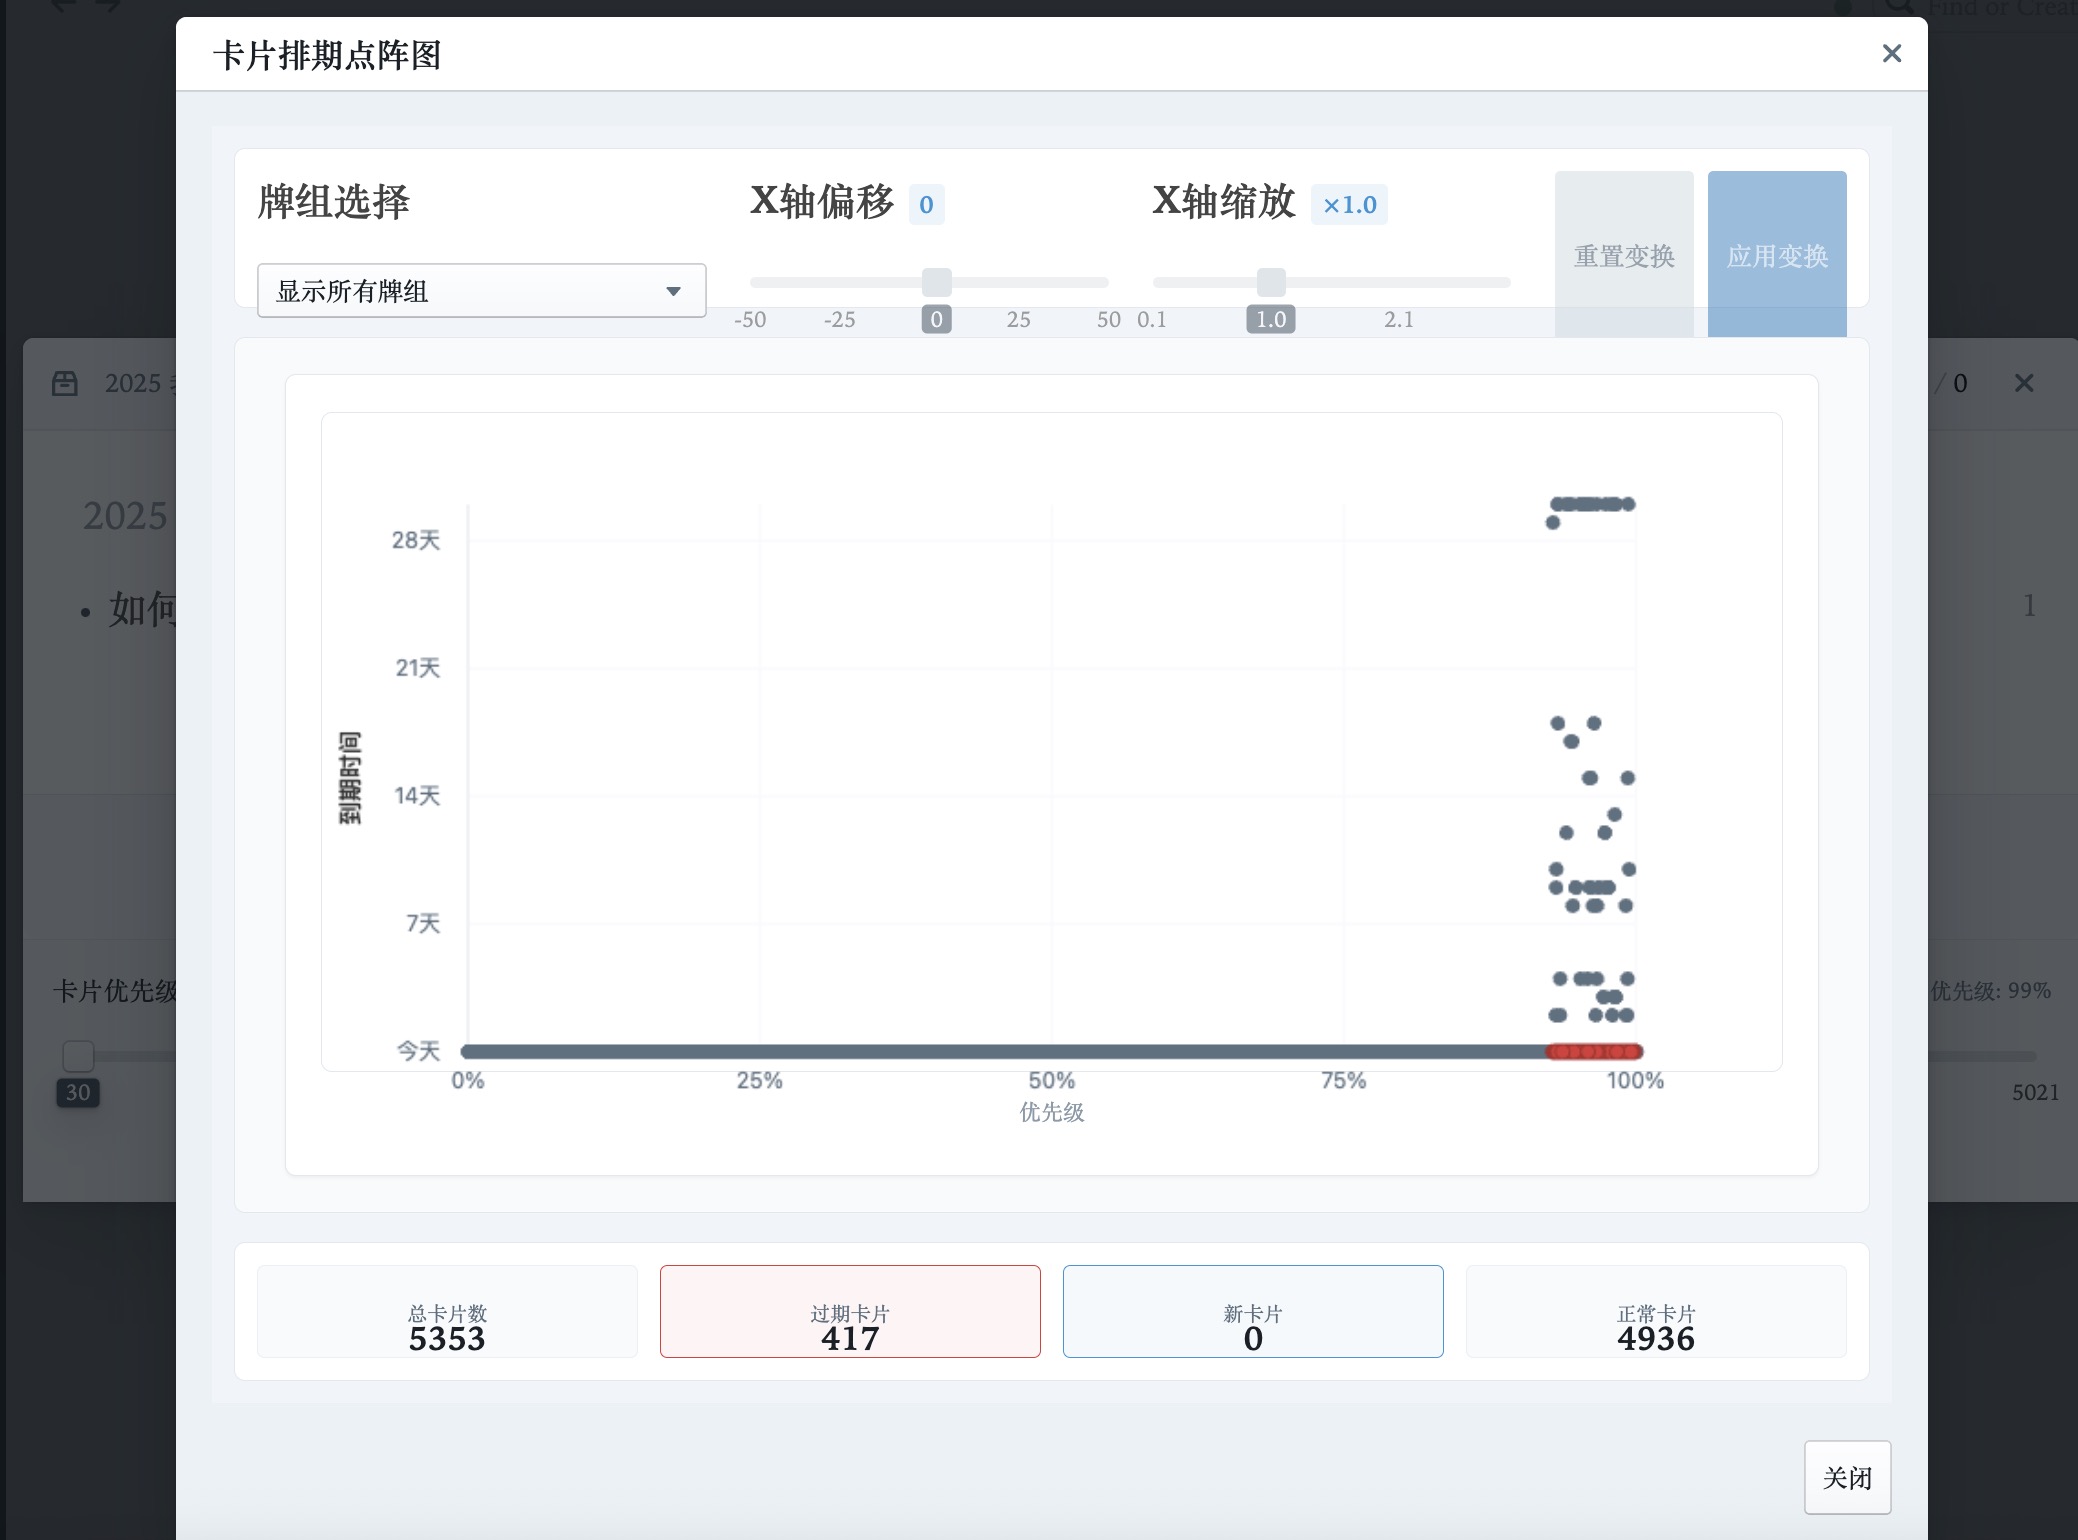 Find or Creat
卡片排期点阵图
牌组选择
X轴偏移 0
X轴缩放 ×1.0
重置变换
应用变换
显示所有牌组
-50 -25 0 25 50
0.1 1.0 2.1
2025
/ 0
2025
如何
1
28天
21天
14天
7天
今天
到期时间
0% 25% 50% 75% 100%
优先级
卡片优先级
优先级: 99%
30
5021
总卡片数
5353
过期卡片
417
新卡片
0
正常卡片
4936
关闭